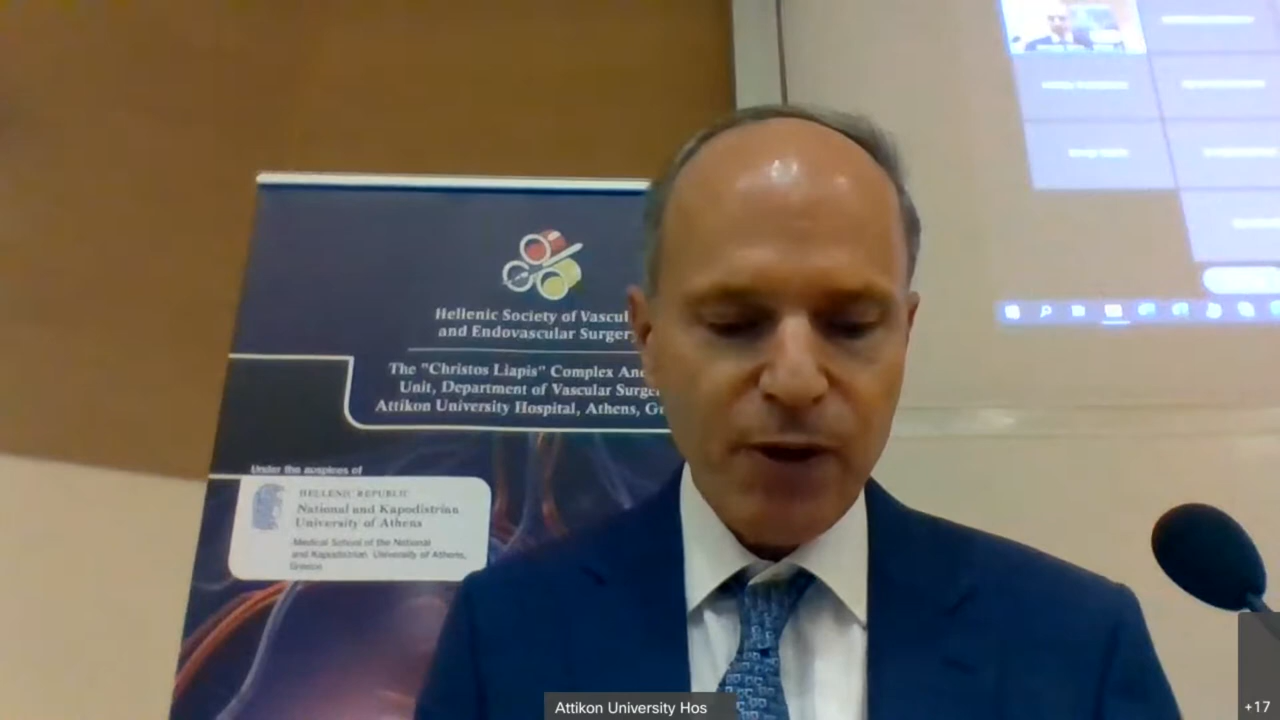 Hellenic Society of Vascul
and Endovascular Surger
The "Christos Liapis" Complex
Unit, Department of Vascular Surge
Attikon University Hospital, Athens, G
Under the auspices of
HELLENIC REPUBLIC
National and Kapodistrian
University of Athens
Medical School of the National
and Kapodistrian University of Athens,
Greece
Attikon University Hos
+17